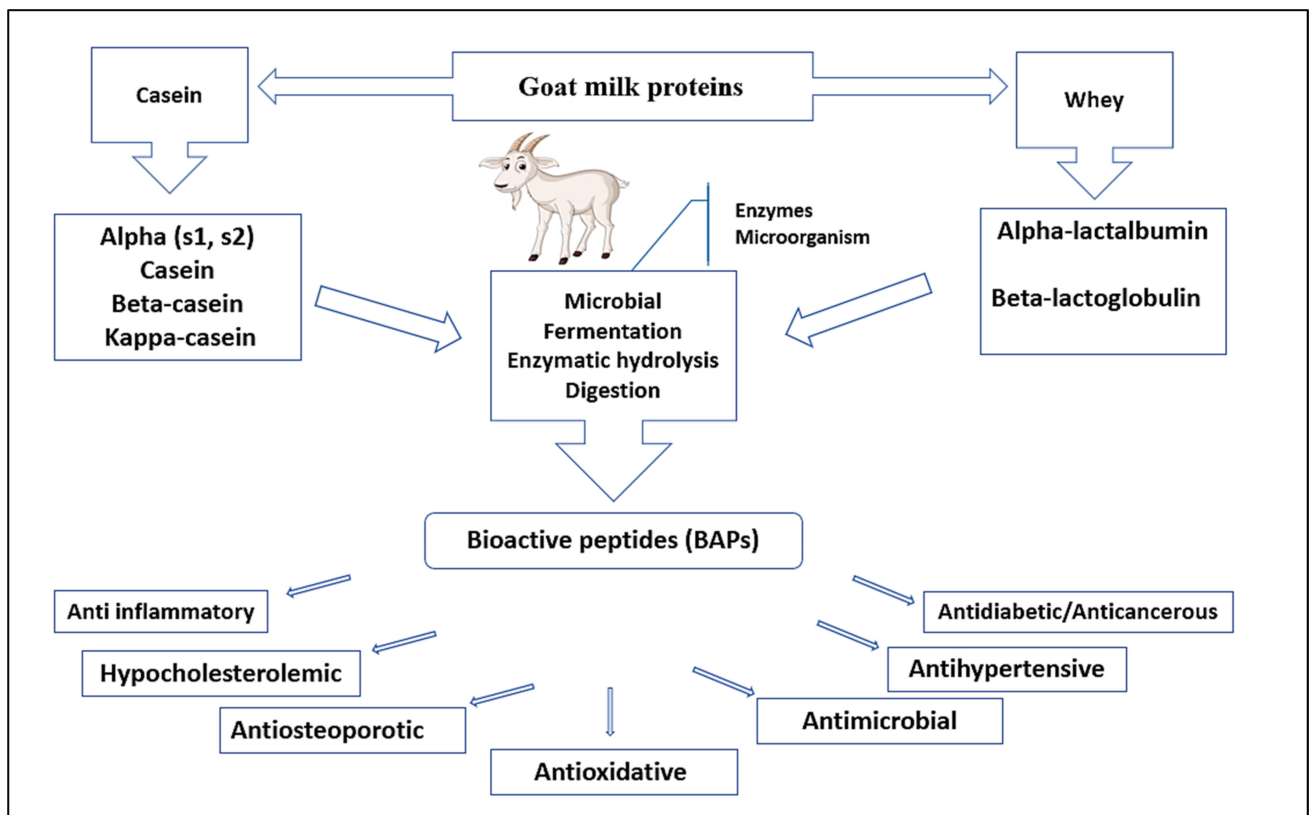 Goat milk proteins
Casein
Whey
Alpha (s1, s2)
Casein
Beta-casein
Kappa-casein
Enzymes
Microorganism
Alpha-lactalbumin
Beta-lactoglobulin
Microbial
Fermentation
Enzymatic hydrolysis
Digestion
Bioactive peptides (BAPs)
Anti inflammatory
Antidiabetic/Anticancerous
Hypocholesterolemic
Antihypertensive
Antiosteoporotic
Antimicrobial
Antioxidative